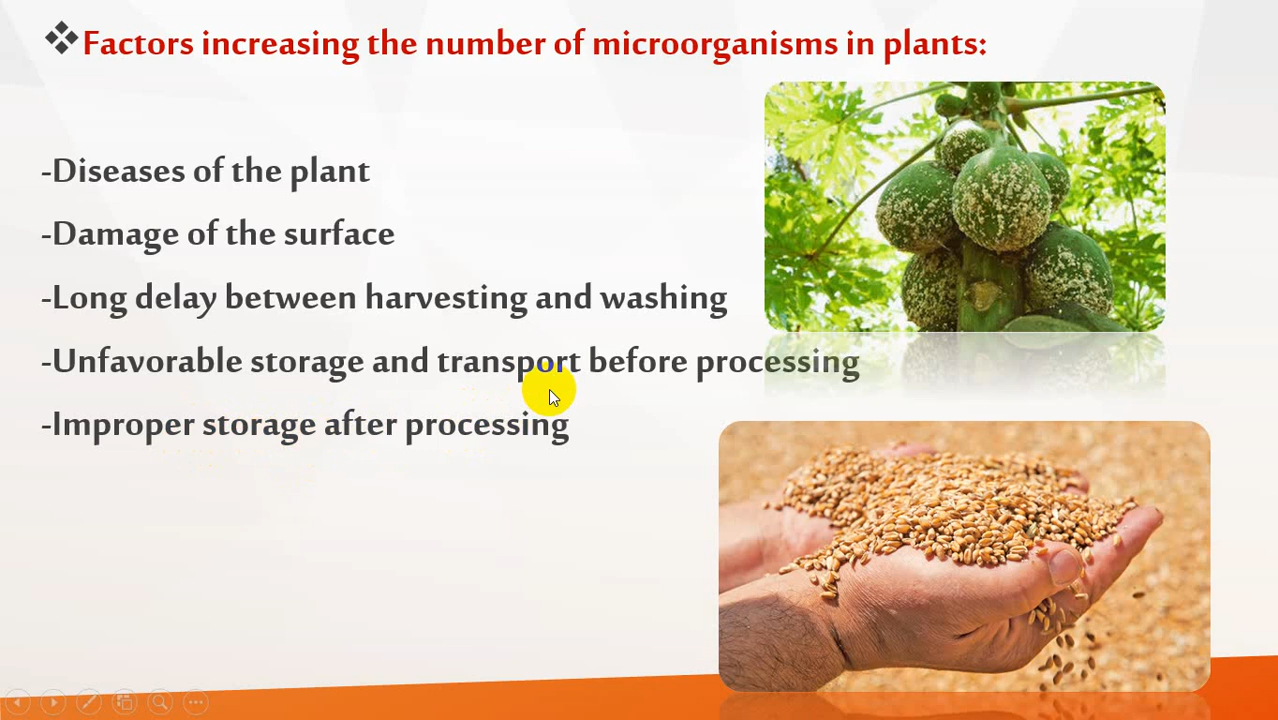 Factors increasing the number of microorganisms in plants:
-Diseases of the plant
-Damage of the surface
-Long delay between harvesting and washing
-Unfavorable storage and transport before processing
-Improper storage after processing